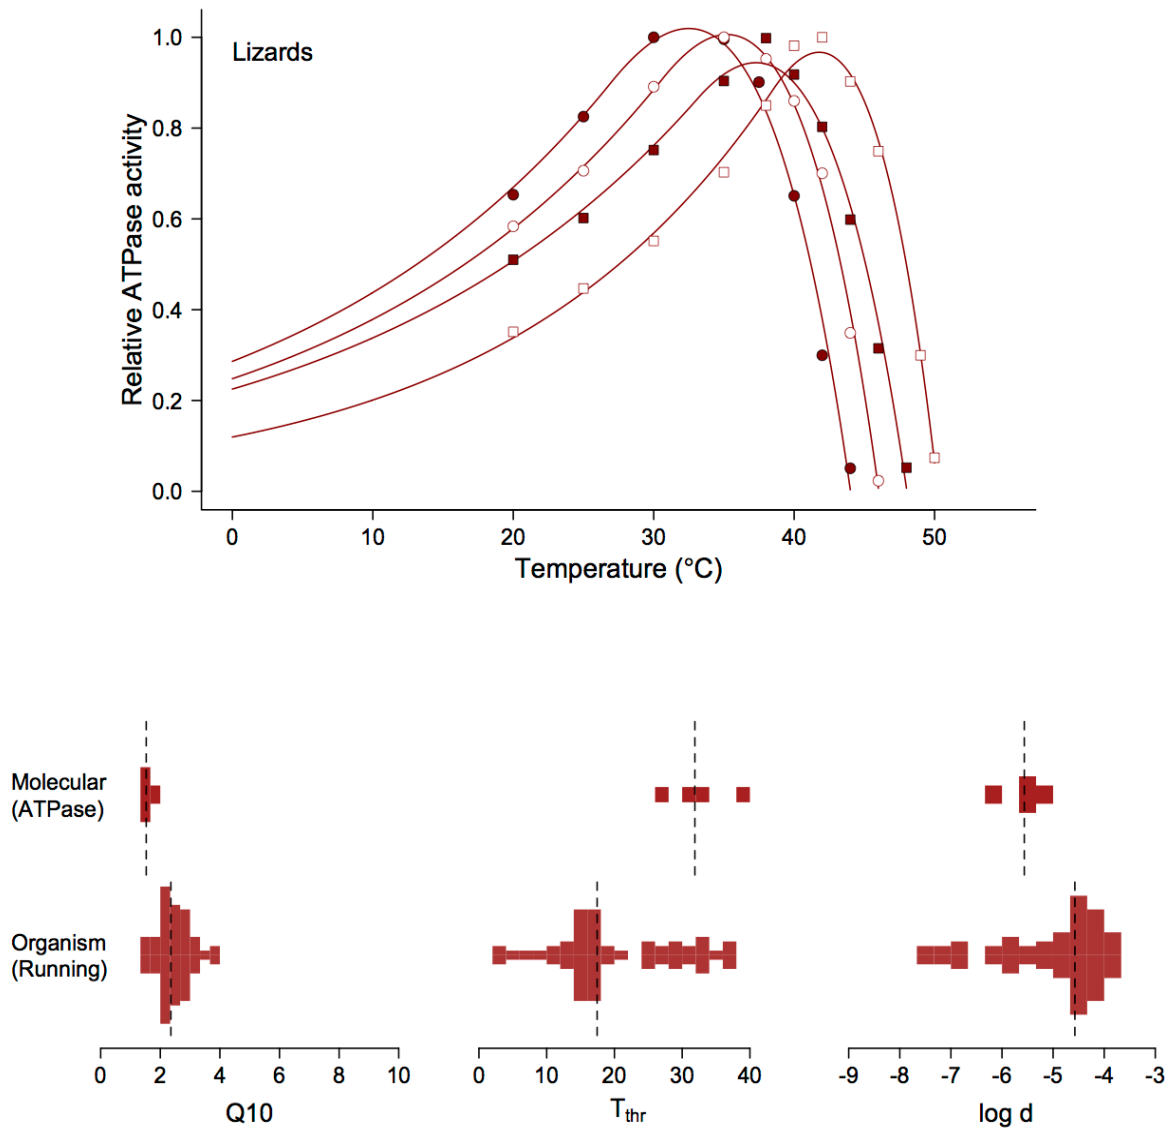 Lizards
Relative ATPase activity
1.0
0.8
0.6
0.4
0.2
0.0
0 10 20 30 40 50
Temperature (°C)
Molecular
(ATPase)
Organism
(Running)
0 2 4 6 8 10
Q10
0 10 20 30 40
T_thr
-9 -8 -7 -6 -5 -4 -3
log d